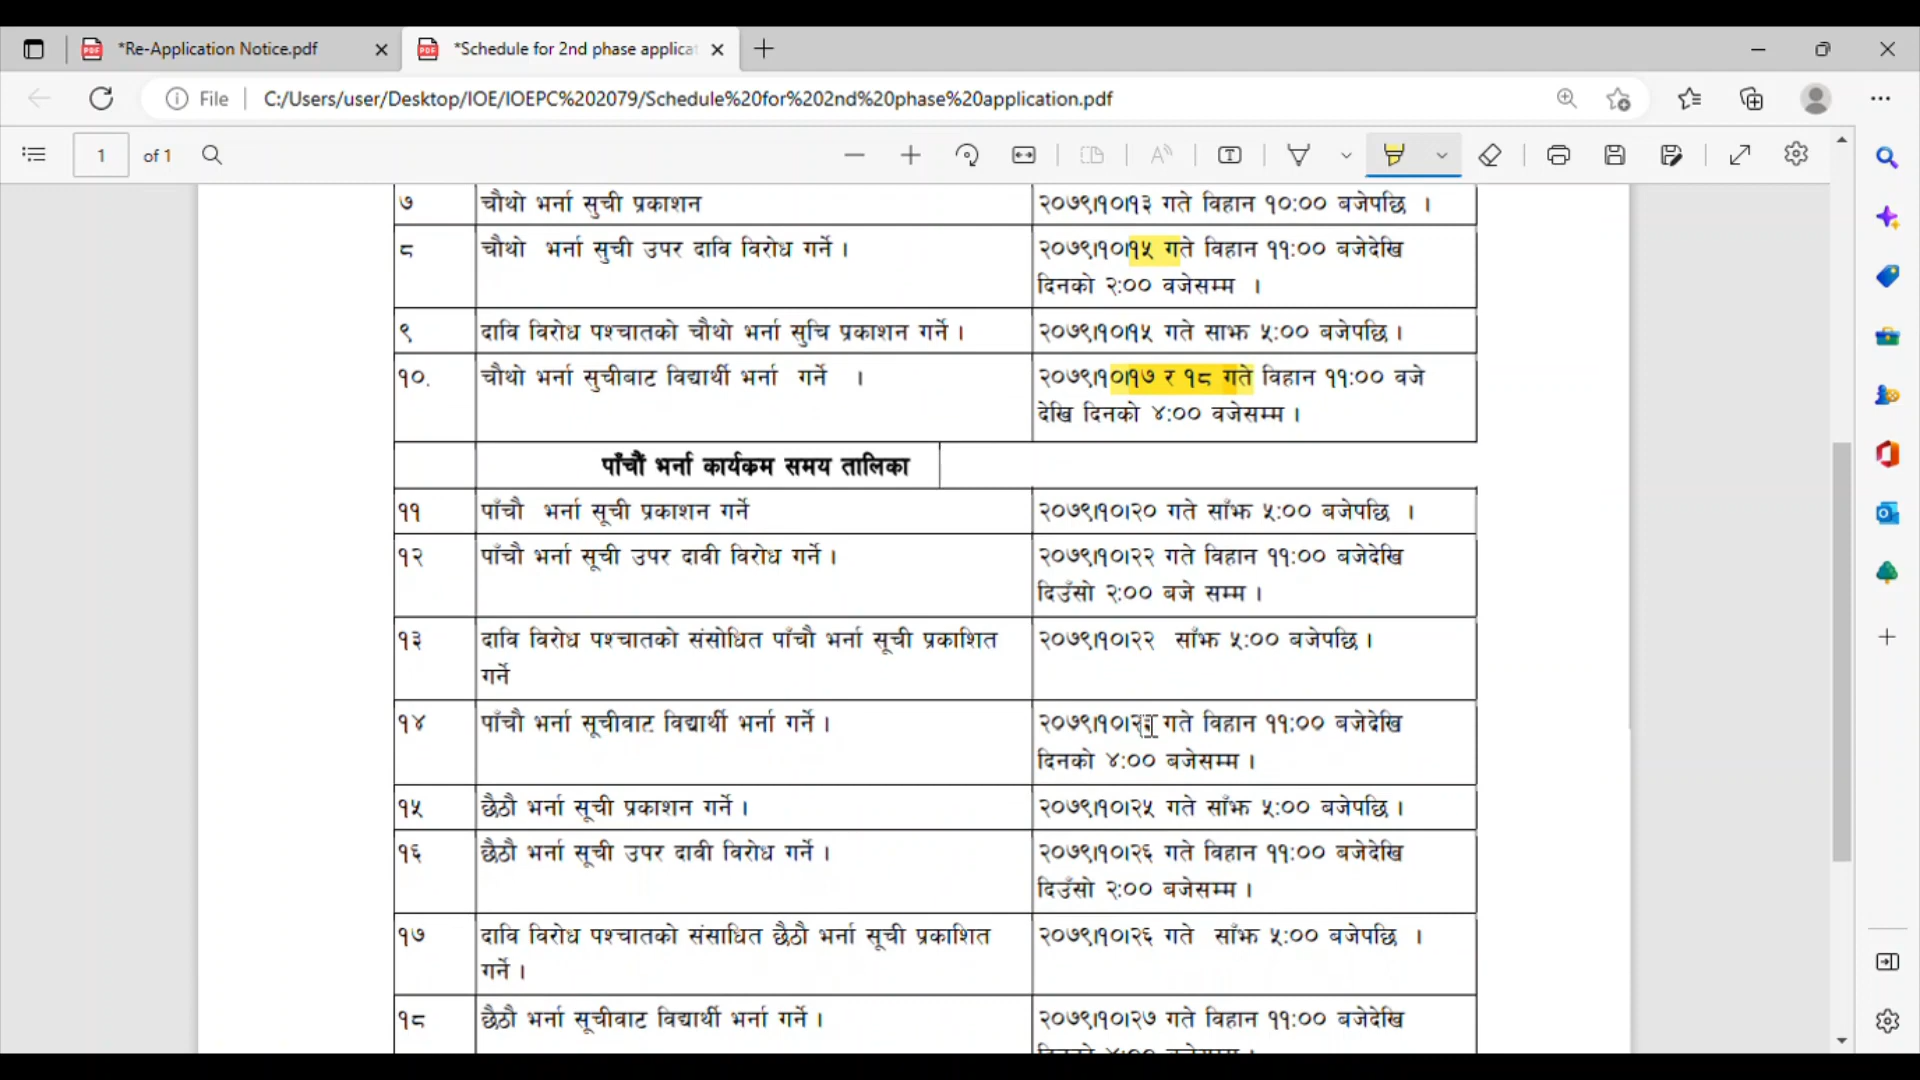 *Re-Application Notice.pdf
*Schedule for 2nd phase applicat
File
C:/Users/user/Desktop/IOE/IOEPC%202079/Schedule%20for%202nd%20phase%20application.pdf
1 of 1
७ चौथो भर्ना सुची प्रकाशन २०७९।१०।१३ गते विहान १०:०० बजेपछि ।
८ चौथो भर्ना सुची उपर दावि विरोध गर्ने । २०७९।१०।१५ गते विहान ११:०० बजेदेखि
दिनको २:०० वजेसम्म ।
९ दावि विरोध पश्चातको चौथो भर्ना सुचि प्रकाशन गर्ने । २०७९।१०।१५ गते साझ ५:०० बजेपछि ।
१०. चौथो भर्ना सुचीबाट विद्यार्थी भर्ना गर्ने । २०७९।१०।१७ र १८ गते विहान ११:०० वजे
देखि दिनको ४:०० वजेसम्म ।
पाँचौं भर्ना कार्यक्रम समय तालिका
११ पाँचौ भर्ना सूची प्रकाशन गर्ने २०७९।१०।२० गते साँझ ५:०० बजेपछि ।
१२ पाँचौ भर्ना सूची उपर दावी विरोध गर्ने । २०७९।१०।२२ गते विहान ११:०० बजेदेखि
दिउँसो २:०० बजे सम्म ।
१३ दावि विरोध पश्चातको संसोधित पाँचौ भर्ना सूची प्रकाशित २०७९।१०।२२ साँझ ५:०० बजेपछि ।
गर्ने
१४ पाँचौ भर्ना सूचीवाट विद्यार्थी भर्ना गर्ने । गते विहान ११:०० बजेदेखि
दिनको ४:०० बजेसम्म ।
१५ छैठौ भर्ना सूची प्रकाशन गर्ने । २०७९।१०।२५ गते साँझ ५:०० बजेपछि ।
१६ छैठौ भर्ना सूची उपर दावी विरोध गर्ने । २०७९।१०।२६ गते विहान ११:०० बजेदेखि
दिउँसो २:०० बजेसम्म ।
१७ दावि विरोध पश्चातको संसाधित छैठौ भर्ना सूची प्रकाशित २०७९।१०।२६ गते साँझ ५:०० बजेपछि ।
गर्ने ।
१८ छैठौ भर्ना सूचीवाट विद्यार्थी भर्ना गर्ने । २०७९।१०।२७ गते विहान ११:०० बजेदेखि